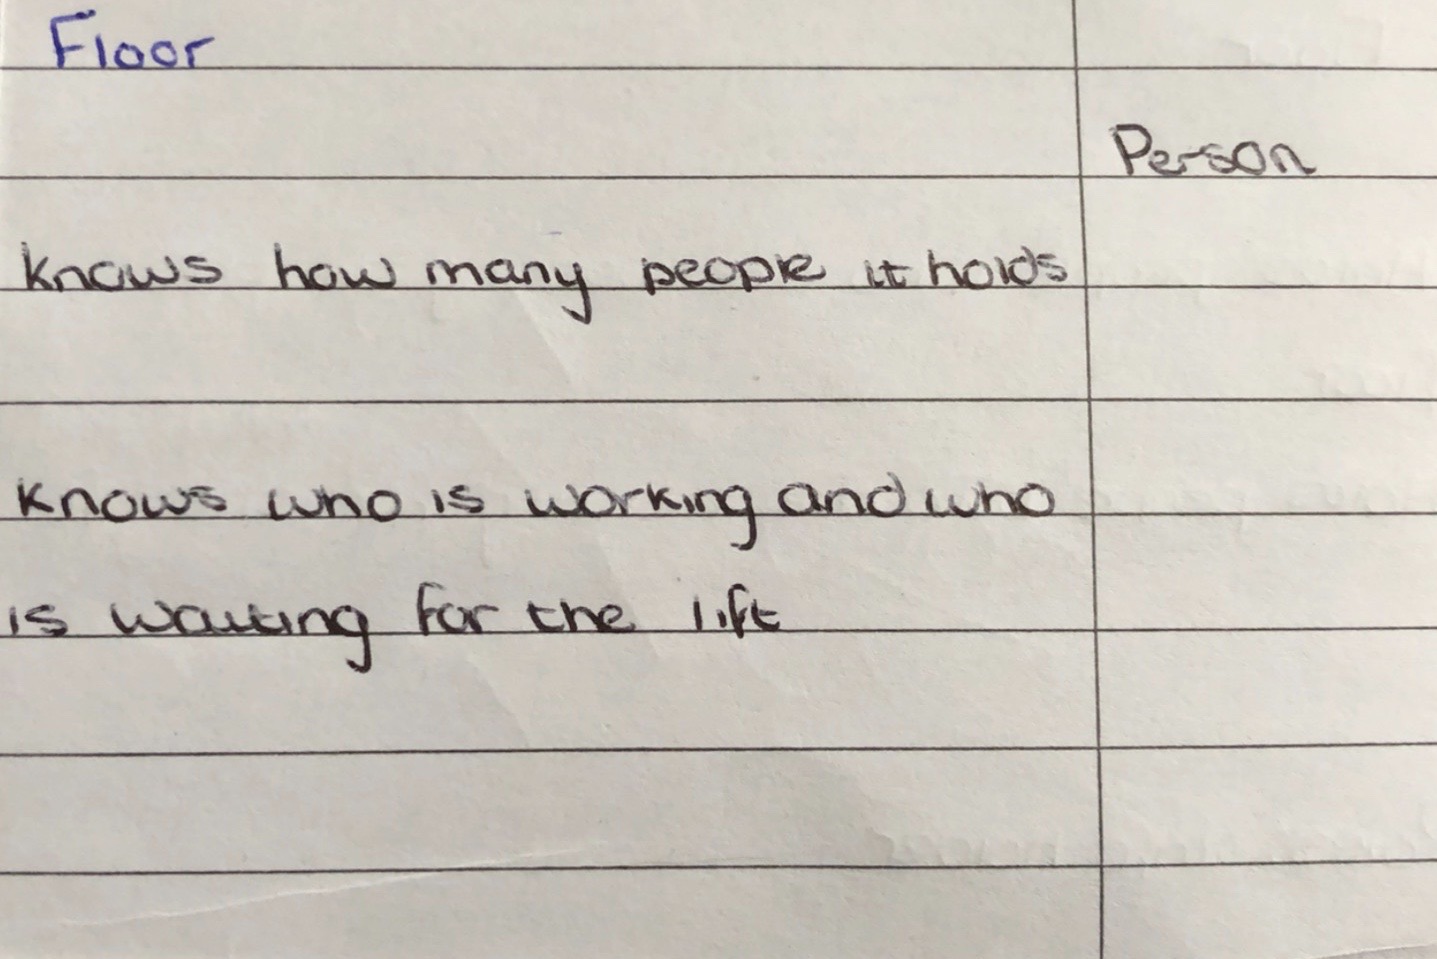 Floor
Person
knows how many people it holds
knows who is working and who
is waiting for the lift